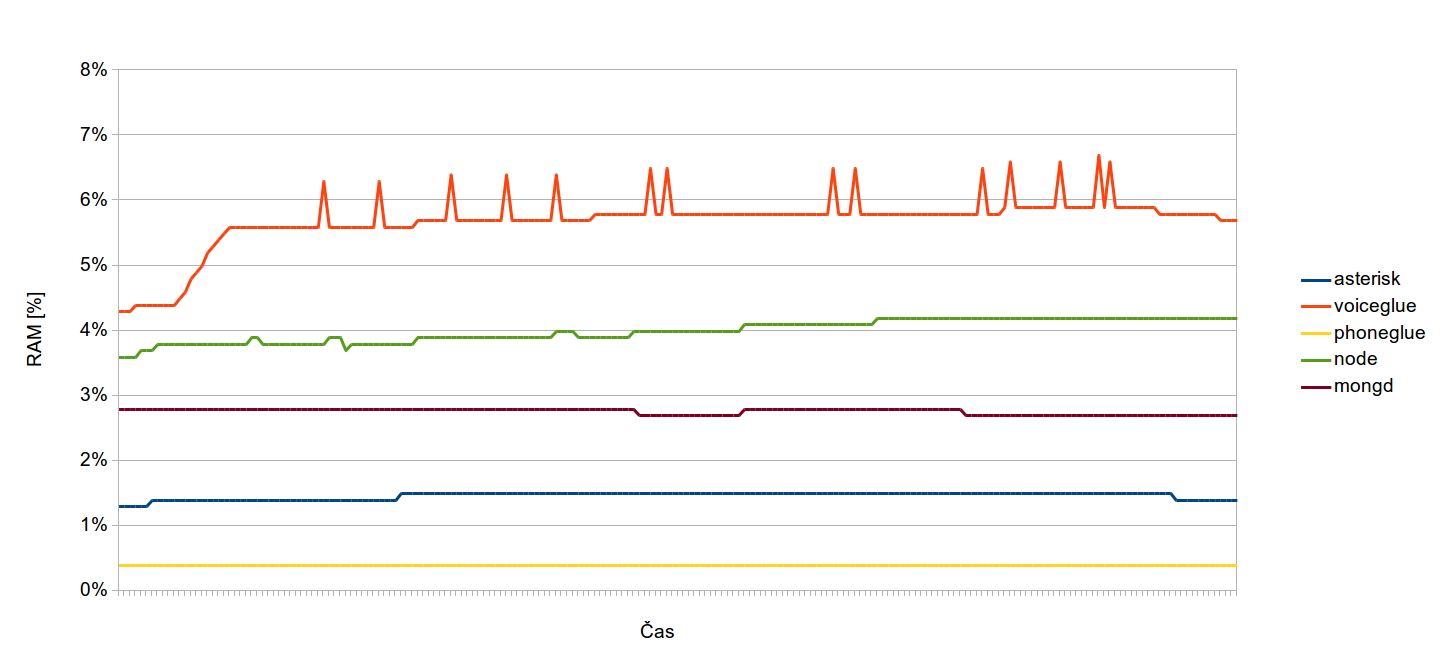 8%
7%
6%
5%
4%
3%
2%
1%
0%
RAM [%]
Čas
asterisk
voiceglue
phoneglue
node
mongd